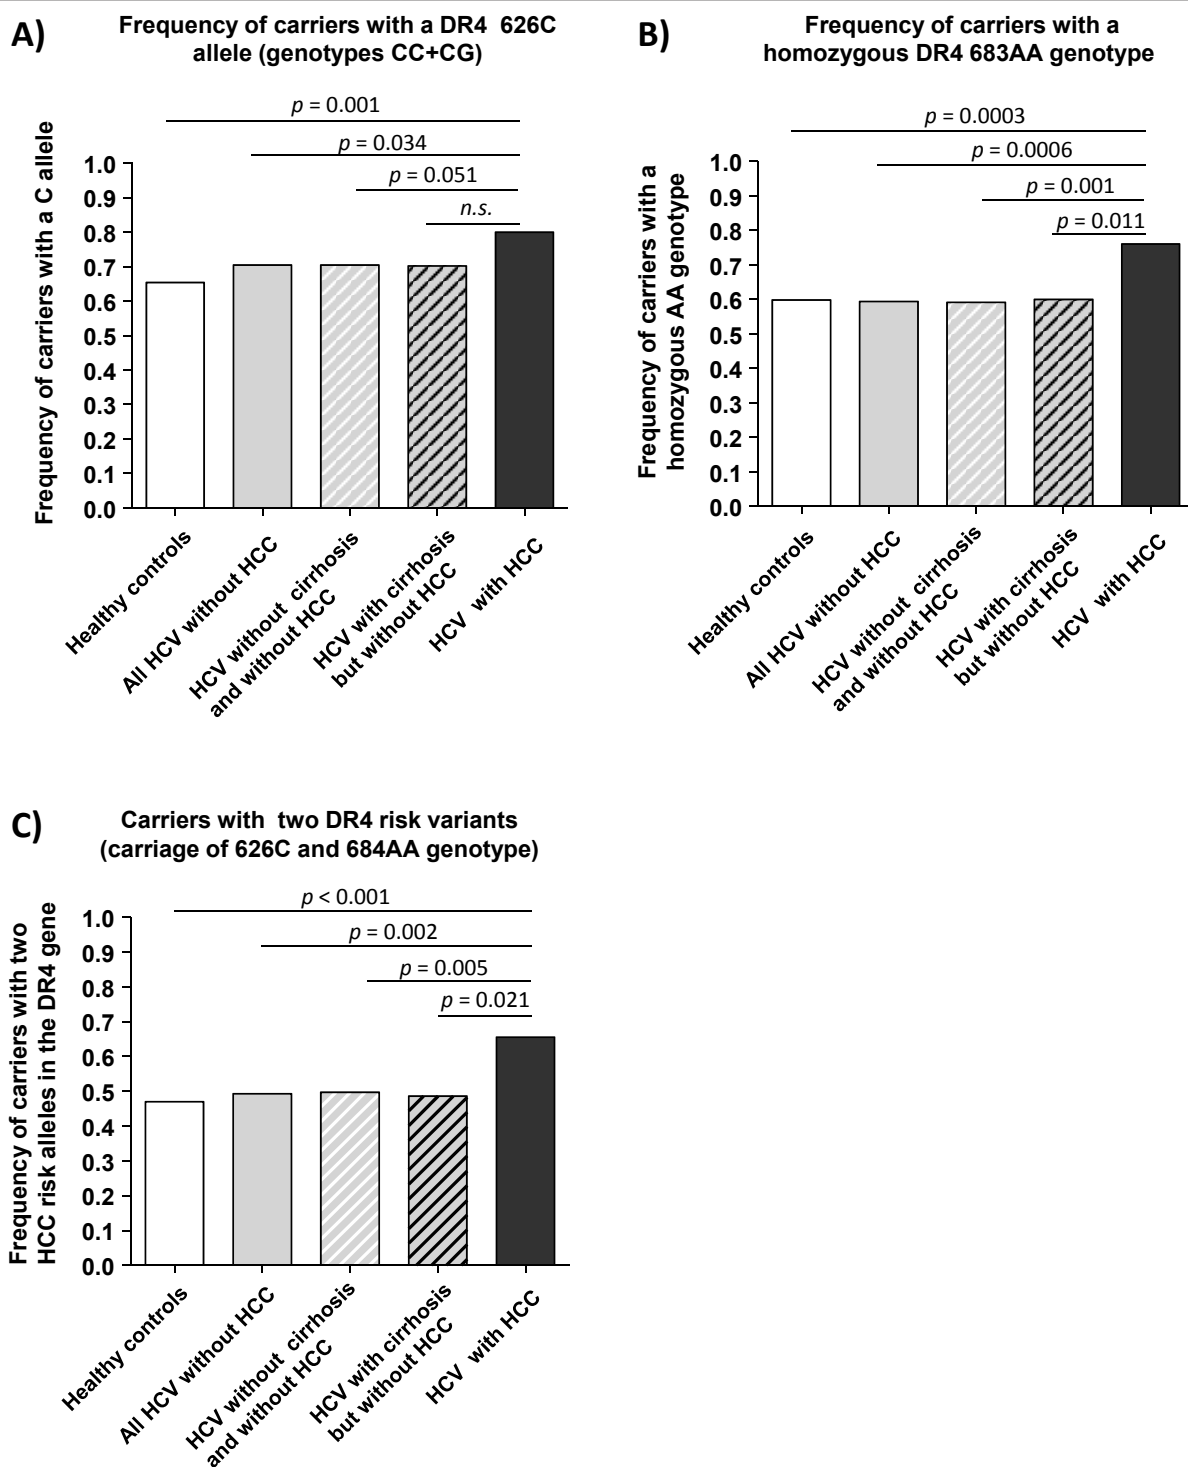 A)
Frequency of carriers with a DR4 626C
allele (genotypes CC+CG)
p = 0.001
p = 0.034
p = 0.051
n.s.
Frequency of carriers with a C allele
1.0
0.9
0.8
0.7
0.6
0.5
0.4
0.3
0.2
0.1
0.0
Healthy controls
All HCV without HCC
HCV without cirrhosis
and without HCC
HCV with cirrhosis
but without HCC
HCV with HCC
B)
Frequency of carriers with a
homozygous DR4 683AA genotype
p = 0.0003
p = 0.0006
p = 0.001
p = 0.011
Frequency of carriers with a
homozygous AA genotype
1.0
0.9
0.8
0.7
0.6
0.5
0.4
0.3
0.2
0.1
0.0
Healthy controls
All HCV without HCC
HCV without cirrhosis
and without HCC
HCV with cirrhosis
but without HCC
HCV with HCC
C)
Carriers with two DR4 risk variants
(carriage of 626C and 684AA genotype)
p < 0.001
p = 0.002
p = 0.005
p = 0.021
Frequency of carriers with two
HCC risk alleles in the DR4 gene
1.0
0.9
0.8
0.7
0.6
0.5
0.4
0.3
0.2
0.1
0.0
Healthy controls
All HCV without HCC
HCV without cirrhosis
and without HCC
HCV with cirrhosis
but without HCC
HCV with HCC